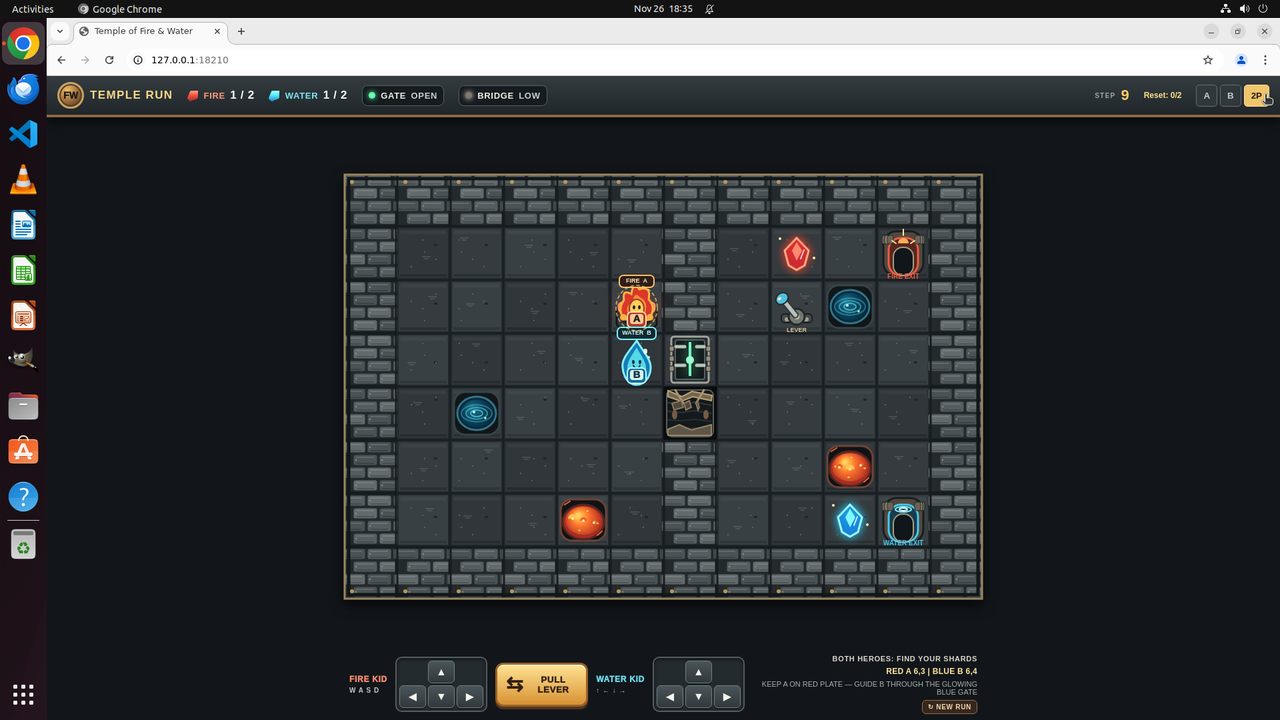 Activities
Google Chrome
Nov 26 18:35
Temple of Fire & Water
127.0.0.1:18210
FW TEMPLE RUN FIRE 1 / 2 WATER 1 / 2 GATE OPEN BRIDGE LOW STEP 9 Reset: 0/2 A B 2P
FIRE EXIT
FIRE A
A
LEVER
WATER B
B
WATER EXIT
FIRE KID
W A S D
PULL
LEVER
WATER KID
↑ ← ↓ →
BOTH HEROES: FIND YOUR SHARDS
RED A 6,3 | BLUE B 6,4
KEEP A ON RED PLATE — GUIDE B THROUGH THE GLOWING
BLUE GATE
↻ NEW RUN